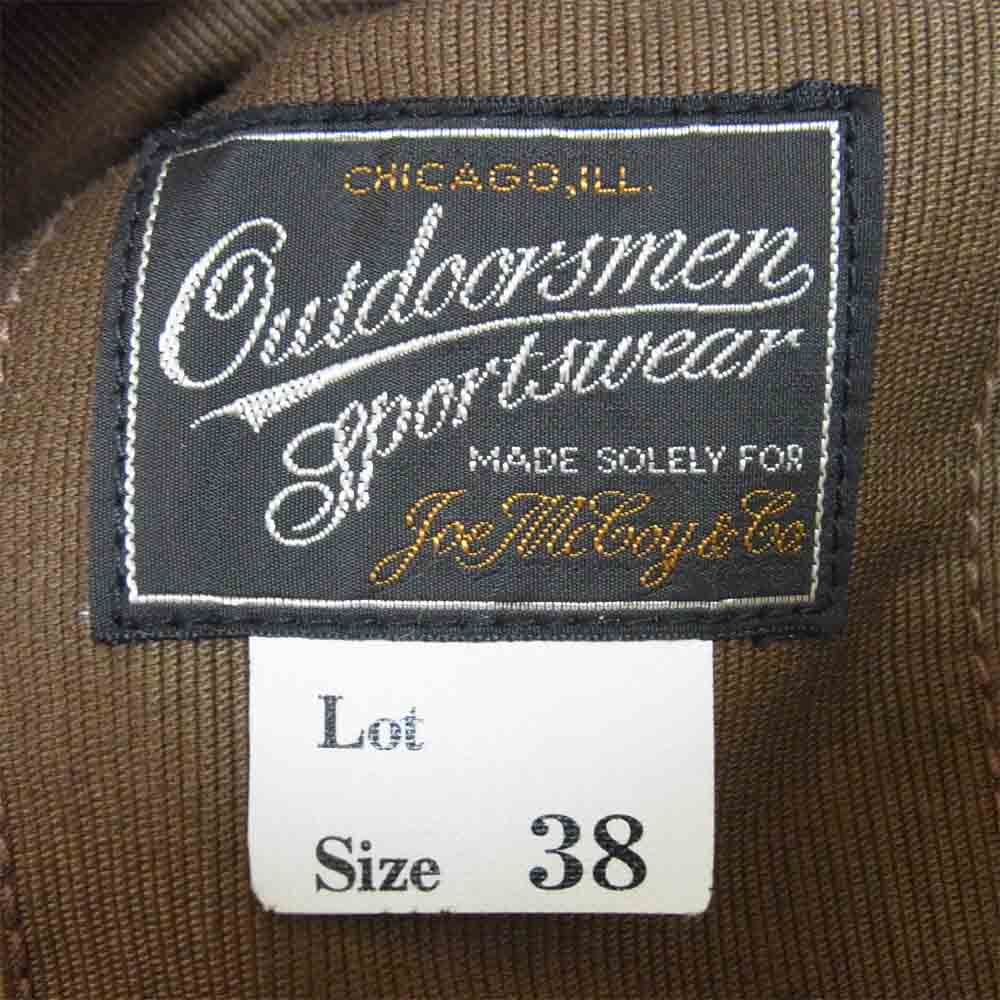 CHICAGO, ILL.
Outdoorsmen
Sportswear
MADE SOLELY FOR
Joe McCoy & Co
Lot
Size 38